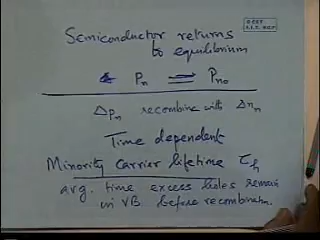 Semiconductor returns
to equilibrium
Pn ⇌ Pno
Δpn recombine with Δnn
Time dependent
Minority Carrier lifetime τh
avg. time excess holes remain
in VB before recombination.